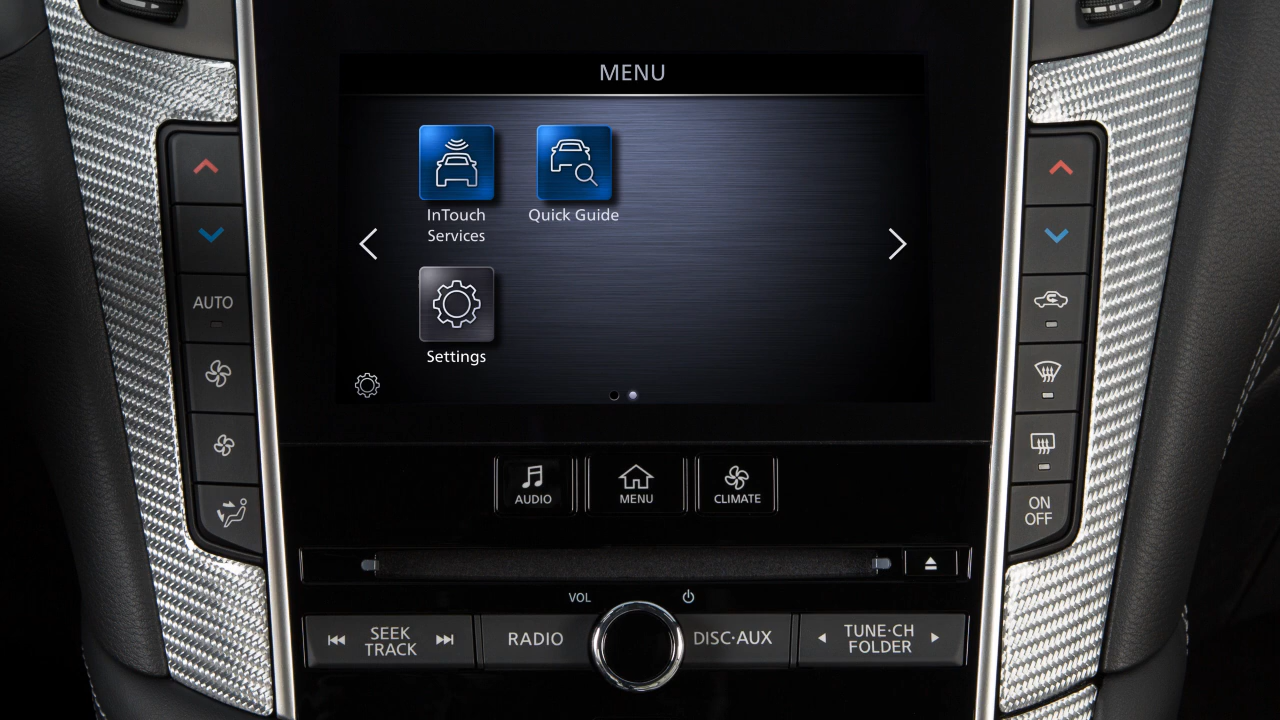 MENU
InTouch
Services
Quick Guide
Settings
AUTO
ON
OFF
AUDIO
MENU
CLIMATE
VOL
SEEK
TRACK
RADIO
DISC·AUX
TUNE·CH
FOLDER